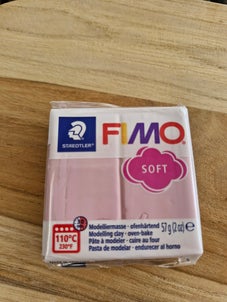 STAEDTLER
FIMO
SOFT
110°C
230°F
Modelliermasse - ofenhärtend
Modelling clay - oven-bake
Pâte à modeler - cuire au four
Pasta de modelar - endurecer al horno
57 g (2 oz) e